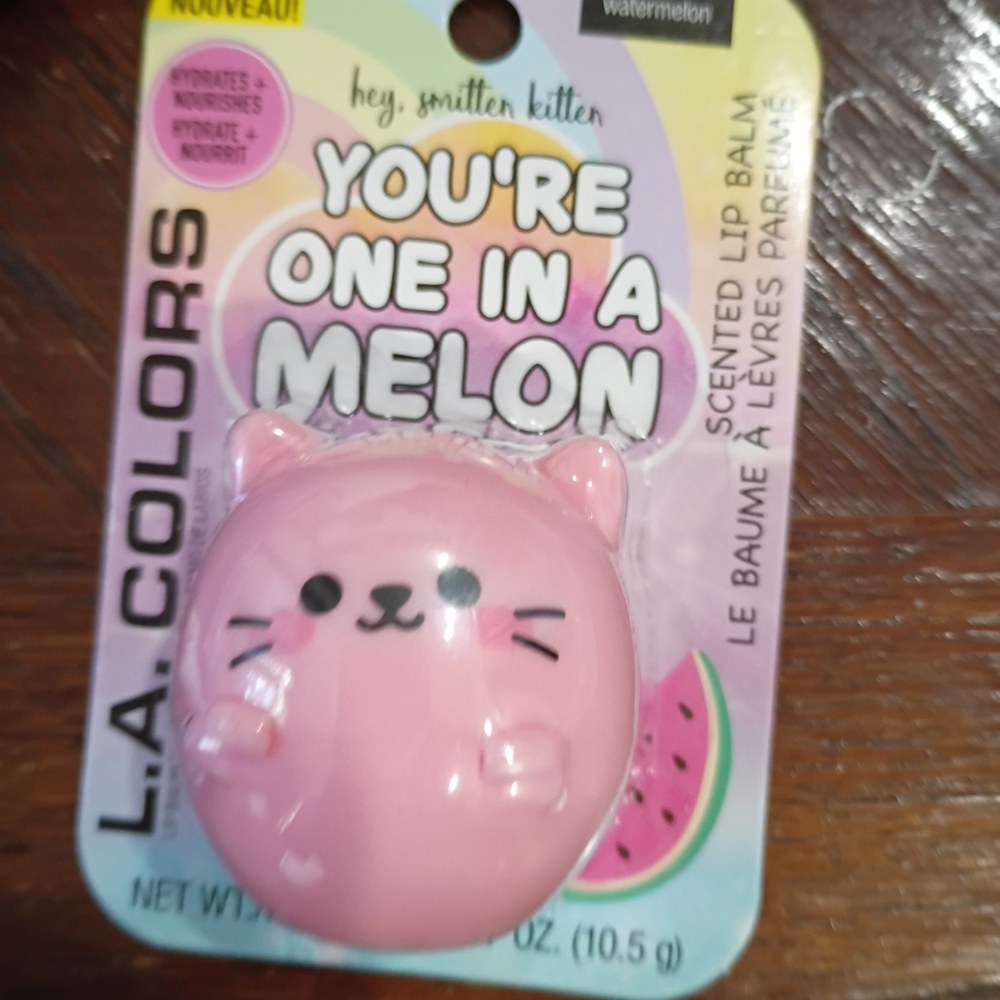 NOUVEAU!
watermelon
HYDRATES +
NOURISHES
HYDRATE +
NOURRIT
hey, smitten kitten
YOU'RE
ONE IN A
MELON
L.A. COLORS
SCENTED LIP BALM
LE BAUME À LÈVRES PARFUMÉ
NET WT.
OZ. (10.5 g)